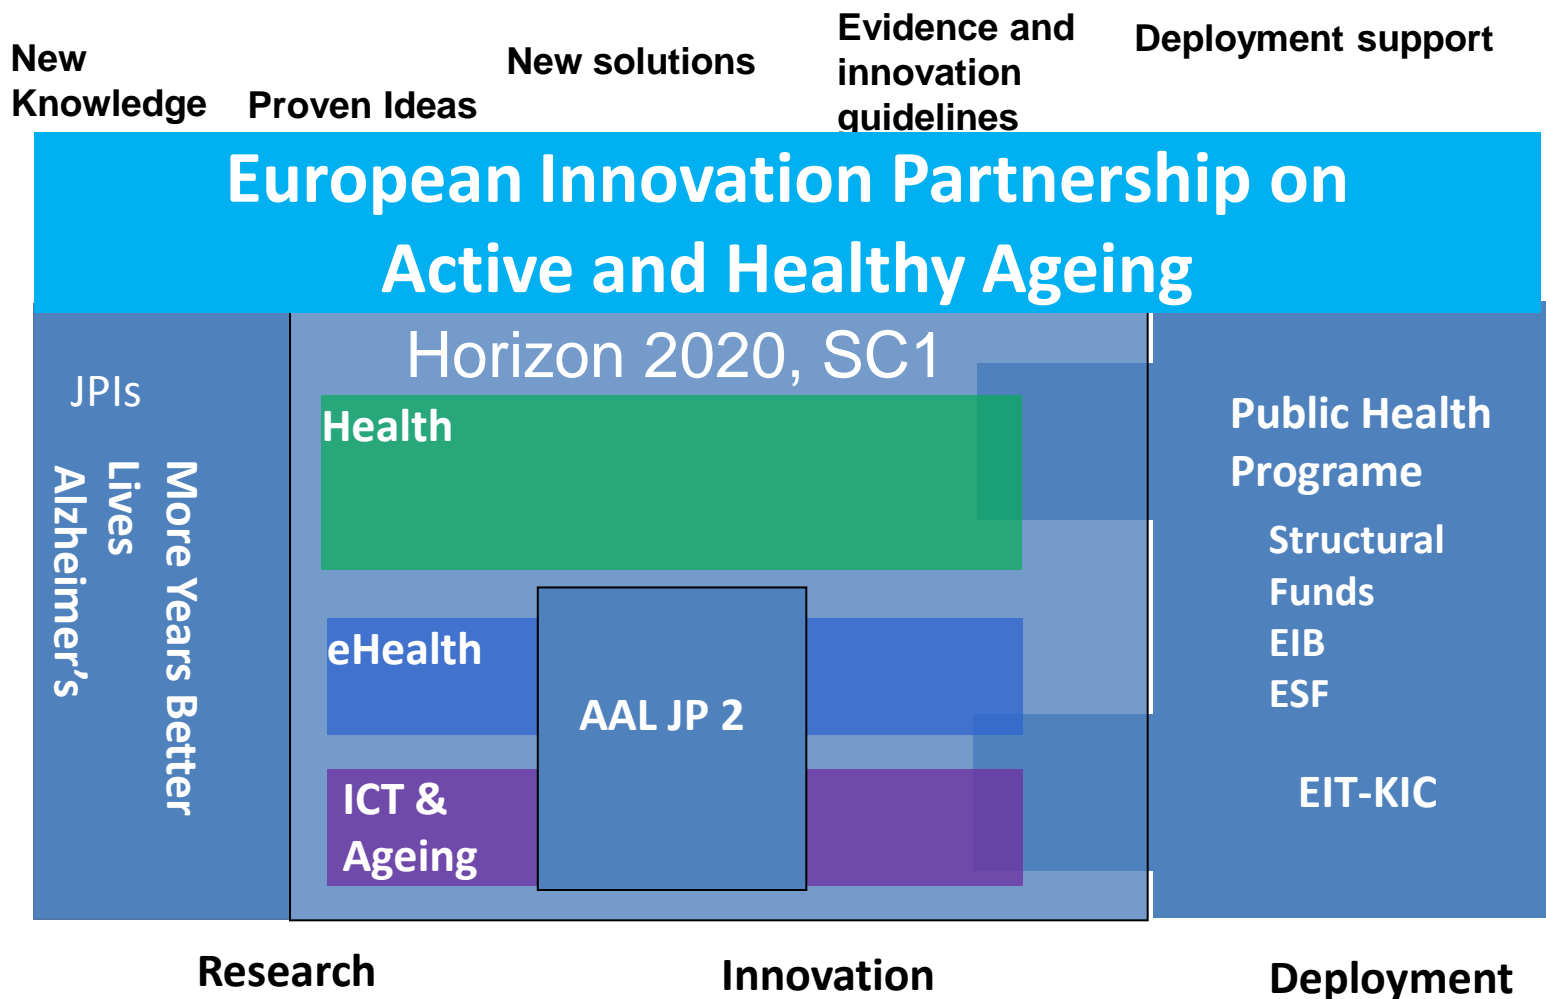 New
Knowledge
Proven Ideas
New solutions
Evidence and
innovation
guidelines
Deployment support
European Innovation Partnership on
Active and Healthy Ageing
JPIs
More Years Better
Lives
Alzheimer's
Horizon 2020, SC1
Health
eHealth
ICT &
Ageing
AAL JP 2
Public Health
Programe
Structural
Funds
EIB
ESF
EIT-KIC
Research
Innovation
Deployment